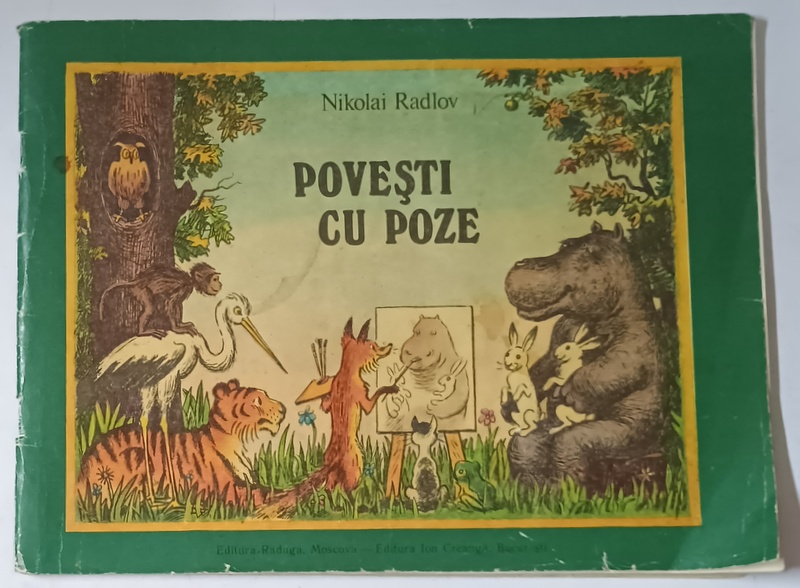 Nikolai Radlov
POVEŞTI
CU POZE
Editura Raduga, Moscova — Editura Ion Creangă, Bucureşti